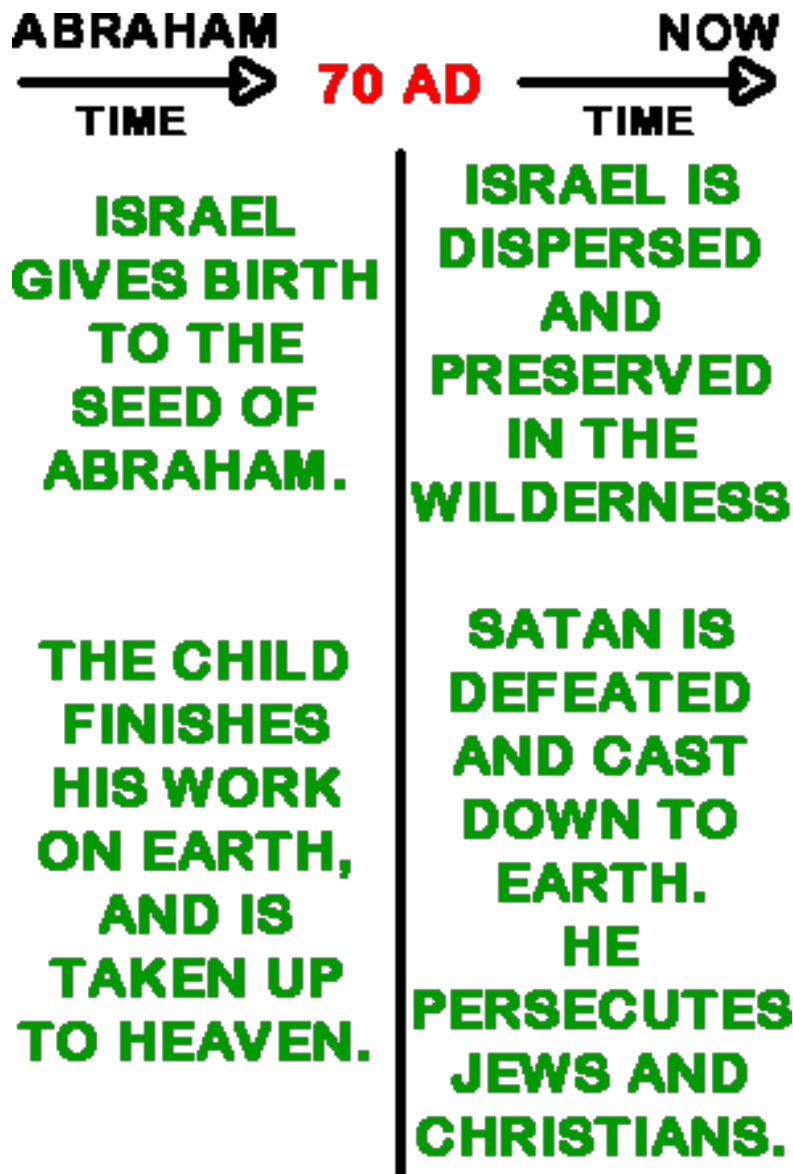 ABRAHAM
TIME
70 AD
NOW
TIME
ISRAEL
GIVES BIRTH
TO THE
SEED OF
ABRAHAM.
THE CHILD
FINISHES
HIS WORK
ON EARTH,
AND IS
TAKEN UP
TO HEAVEN.
ISRAEL IS
DISPERSED
AND
PRESERVED
IN THE
WILDERNESS
SATAN IS
DEFEATED
AND CAST
DOWN TO
EARTH.
HE
PERSECUTES
JEWS AND
CHRISTIANS.